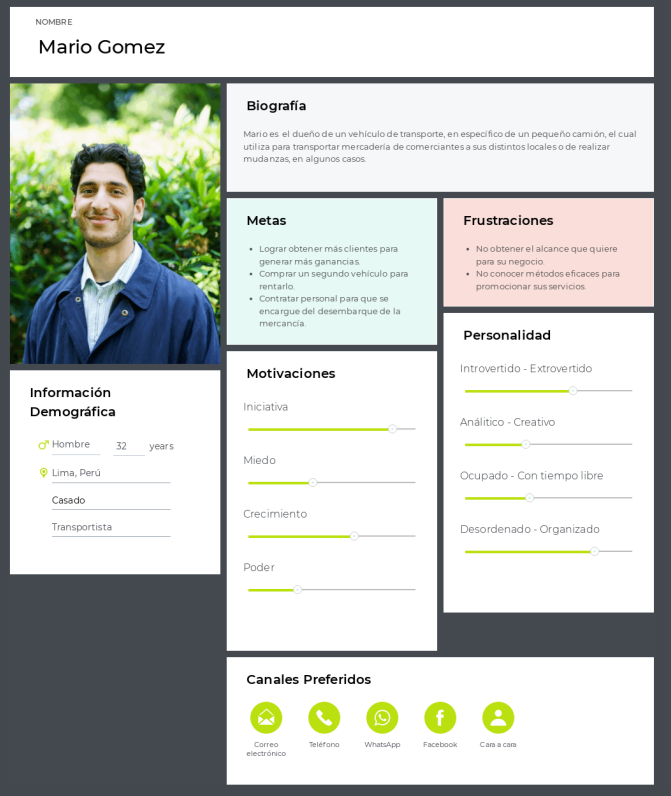 NOMBRE
Mario Gomez
Biografía
Mario es el dueño de un vehículo de transporte, en específico de un pequeño camión, el cual
utiliza para transportar mercadería de comerciantes a sus distintos locales o de realizar
mudanzas, en algunos casos.
Metas
• Lograr obtener más clientes para
generar más ganancias.
• Comprar un segundo vehículo para
rentarlo.
• Contratar personal para que se
encargue del desembarque de la
mercancía.
Frustraciones
• No obtener el alcance que quiere
para su negocio.
• No conocer métodos eficaces para
promocionar sus servicios.
Información
Demográfica
Hombre 32 years
Lima, Perú
Casado
Transportista
Motivaciones
Iniciativa
Miedo
Crecimiento
Poder
Personalidad
Introvertido - Extrovertido
Análitico - Creativo
Ocupado - Con tiempo libre
Desordenado - Organizado
Canales Preferidos
Correo
electrónico
Teléfono
WhatsApp
Facebook
Cara a cara